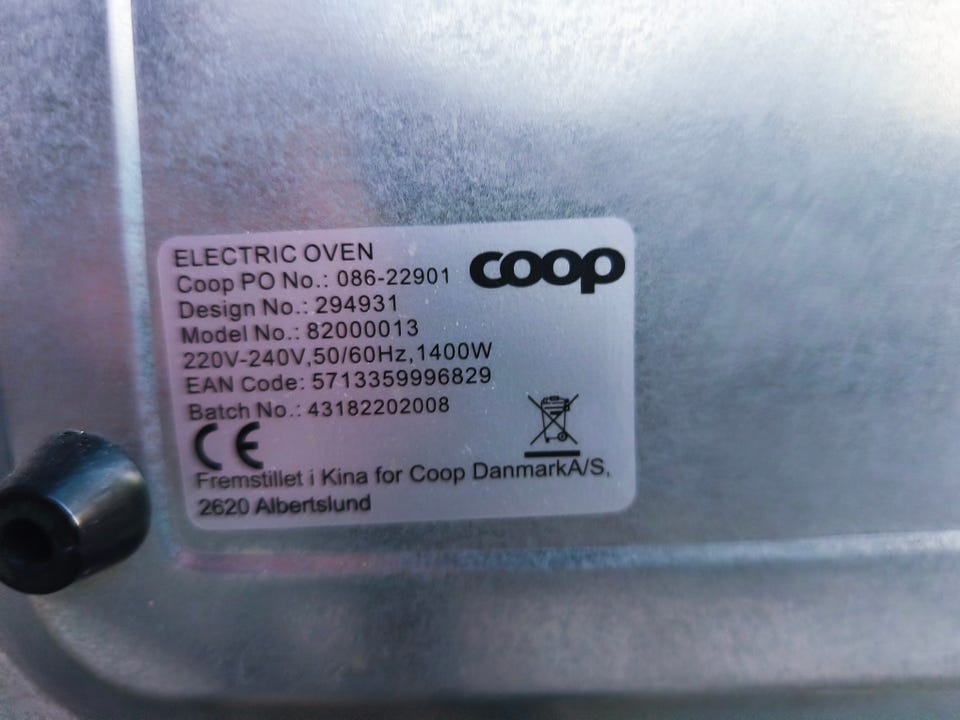 ELECTRIC OVEN
coop
Coop PO No.: 086-22901
Design No.: 294931
Model No.: 82000013
220V-240V,50/60Hz,1400W
EAN Code: 5713359996829
Batch No.: 43182202008
CE
Fremstillet i Kina for Coop DanmarkA/S,
2620 Albertslund